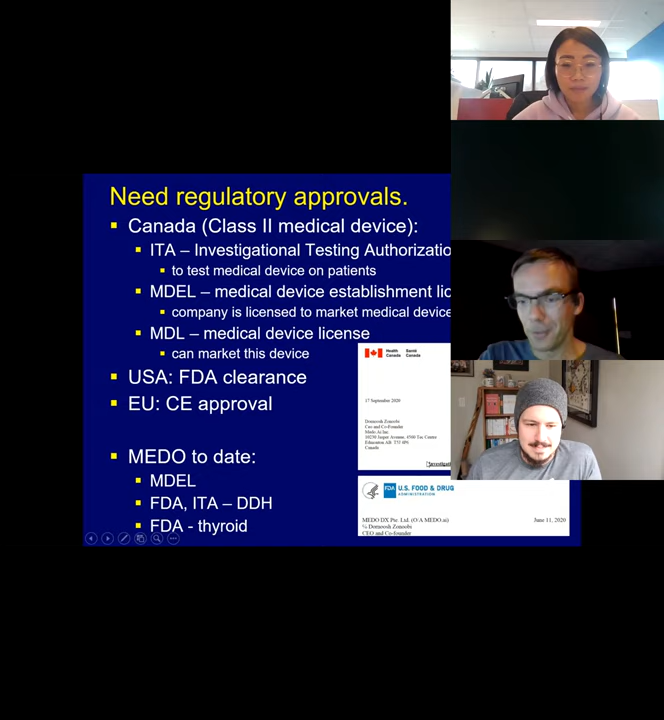 Need regulatory approvals.
Canada (Class II medical device):
ITA – Investigational Testing Authorizatio
to test medical device on patients
MDEL – medical device establishment lic
company is licensed to market medical device
MDL – medical device license
can market this device
USA: FDA clearance
EU: CE approval
MEDO to date:
MDEL
FDA, ITA – DDH
FDA - thyroid
Health Santé
Canada Canada
17 September 2020
Dornoosh Zonoobi
Ceo and Co-Founder
Medo.Ai Inc.
Edmonton AB
Canada
FDA U.S. FOOD & DRUG
ADMINISTRATION
MEDO DX Pte. Ltd. (O/A MEDO.ai) June 11, 2020
℅ Dornoosh Zonoobi
CEO and Co-founder